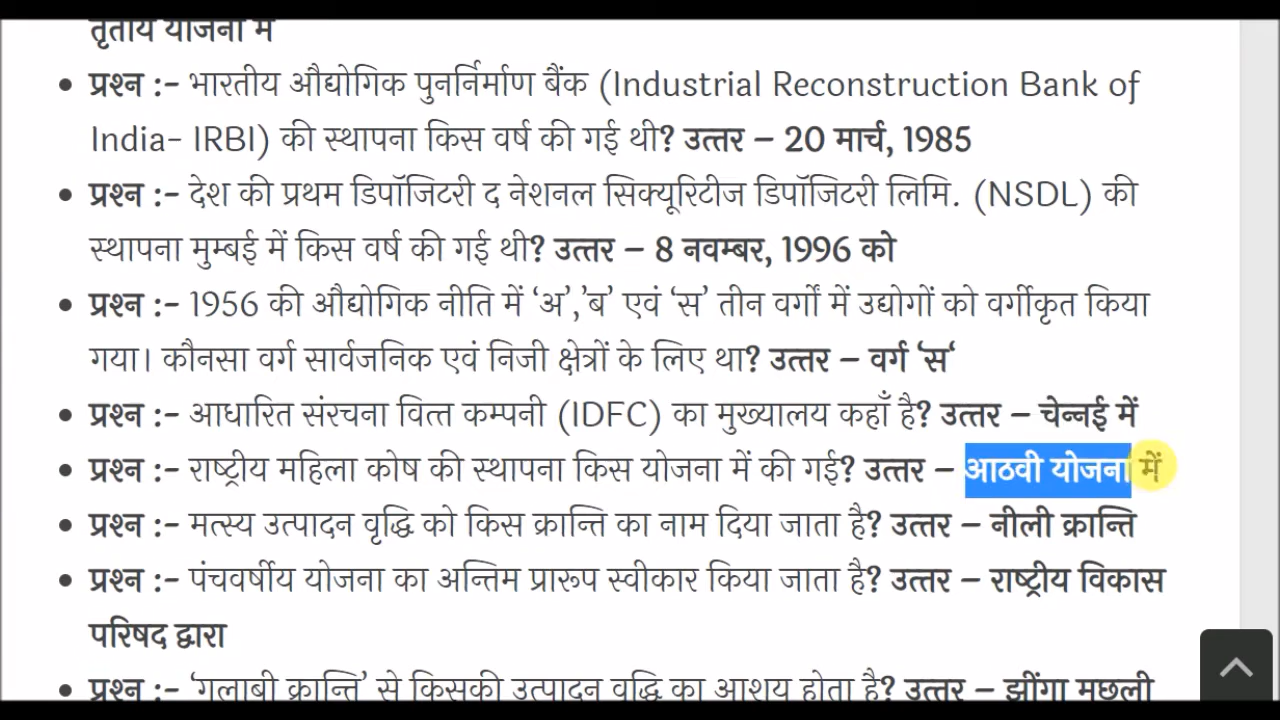 तृतीय योजना में
• प्रश्न :- भारतीय औद्योगिक पुनर्निर्माण बैंक (Industrial Reconstruction Bank of
India- IRBI) की स्थापना किस वर्ष की गई थी? उत्तर – 20 मार्च, 1985
• प्रश्न :- देश की प्रथम डिपॉजिटरी द नेशनल सिक्यूरिटीज डिपॉजिटरी लिमि. (NSDL) की
स्थापना मुम्बई में किस वर्ष की गई थी? उत्तर – 8 नवम्बर, 1996 को
• प्रश्न :- 1956 की औद्योगिक नीति में ‘अ’,’ब’ एवं ‘स’ तीन वर्गों में उद्योगों को वर्गीकृत किया
गया। कौनसा वर्ग सार्वजनिक एवं निजी क्षेत्रों के लिए था? उत्तर – वर्ग ‘स‘
• प्रश्न :- आधारित संरचना वित्त कम्पनी (IDFC) का मुख्यालय कहाँ है? उत्तर – चेन्नई में
• प्रश्न :- राष्ट्रीय महिला कोष की स्थापना किस योजना में की गई? उत्तर – आठवी योजना में
• प्रश्न :- मत्स्य उत्पादन वृद्धि को किस क्रान्ति का नाम दिया जाता है? उत्तर – नीली क्रान्ति
• प्रश्न :- पंचवर्षीय योजना का अन्तिम प्रारूप स्वीकार किया जाता है? उत्तर – राष्ट्रीय विकास
परिषद द्वारा
• प्रश्न :- ‘गुलाबी क्रान्ति’ से किसकी उत्पादन वृद्धि का आशय होता है? उत्तर – झींगा मछली